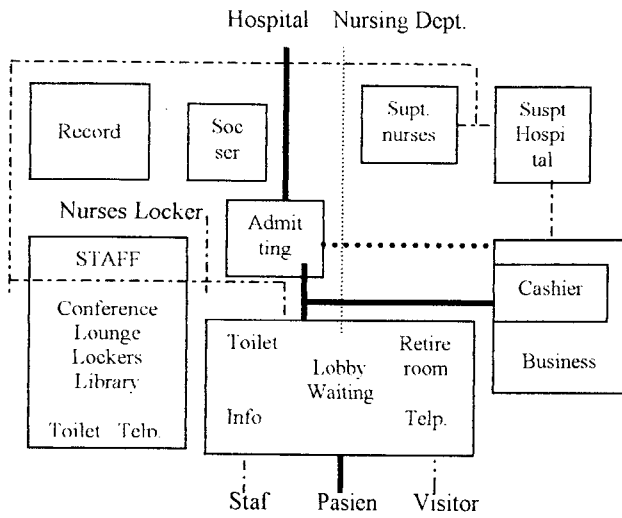 Hospital Nursing Dept.
Record
Soc
ser
Supt.
nurses
Suspt
Hospi
tal
Nurses Locker
Admit
ting
STAFF
Conference
Lounge
Lockers
Library
Toilet Telp.
Cashier
Business
Toilet
Lobby
Waiting
Retire
room
Info
Telp.
Staf Pasien Visitor